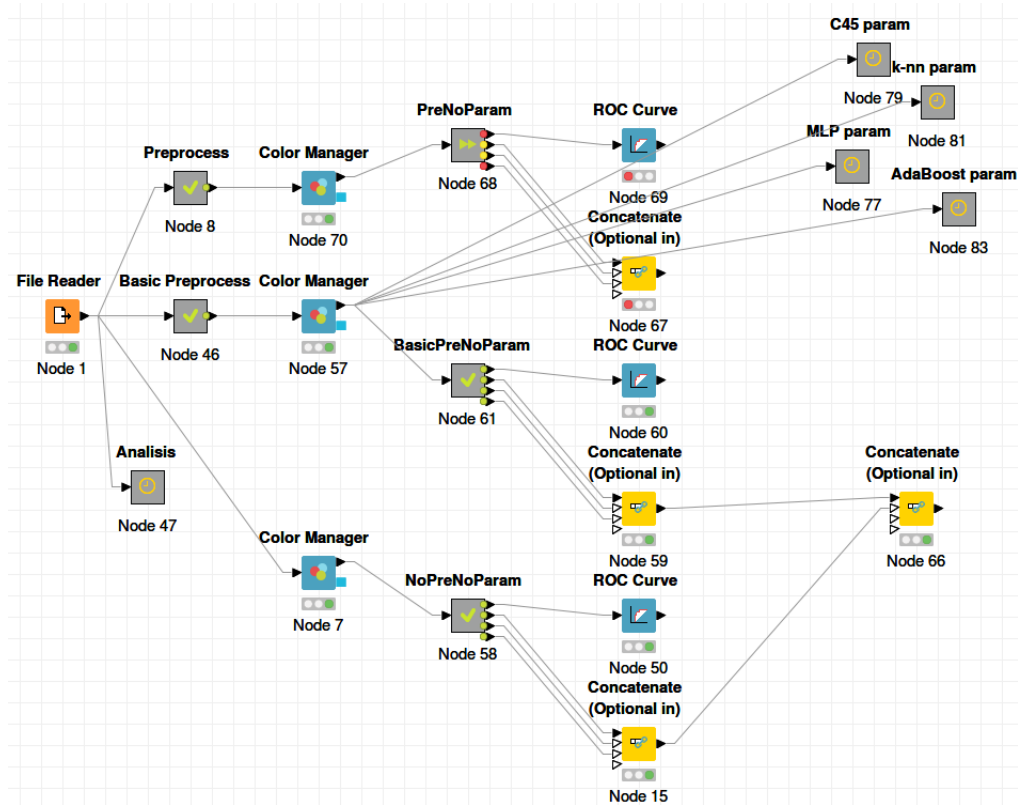 C45 param
Node 79
k-nn param
Node 81
PreNoParam
Node 68
ROC Curve
Node 69
MLP param
Node 77
Preprocess
Node 8
Color Manager
Node 70
AdaBoost param
Node 83
Concatenate
(Optional in)
Node 67
File Reader
Node 1
Basic Preprocess
Node 46
Color Manager
Node 57
BasicPreNoParam
Node 61
ROC Curve
Node 60
Analisis
Node 47
Concatenate
(Optional in)
Node 59
Concatenate
(Optional in)
Node 66
Color Manager
Node 7
NoPreNoParam
Node 58
ROC Curve
Node 50
Concatenate
(Optional in)
Node 15